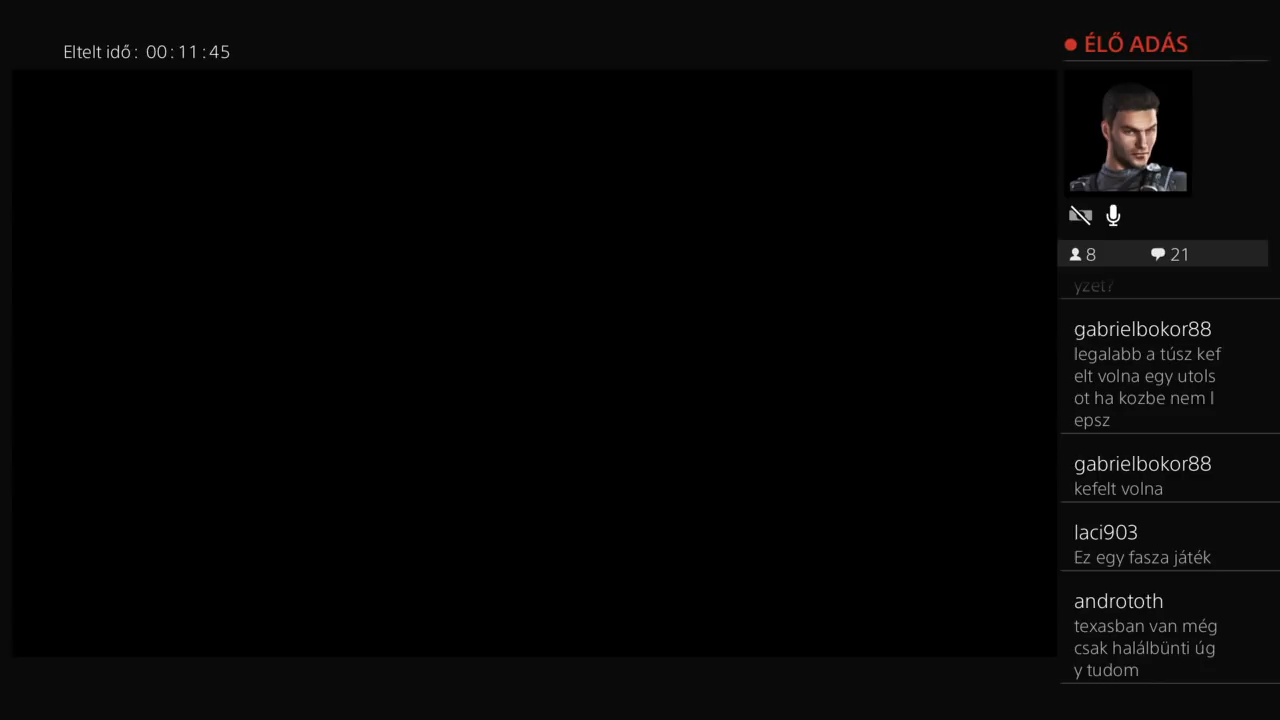 Eltelt idő: 00:11:45
ÉLŐ ADÁS
8 21
yzet?
gabrielbokor88
legalabb a túsz kef
elt volna egy utols
ot ha kozbe nem l
epsz
gabrielbokor88
kefelt volna
laci903
Ez egy fasza játék
andrototh
texasban van még
csak halálbünti úg
y tudom